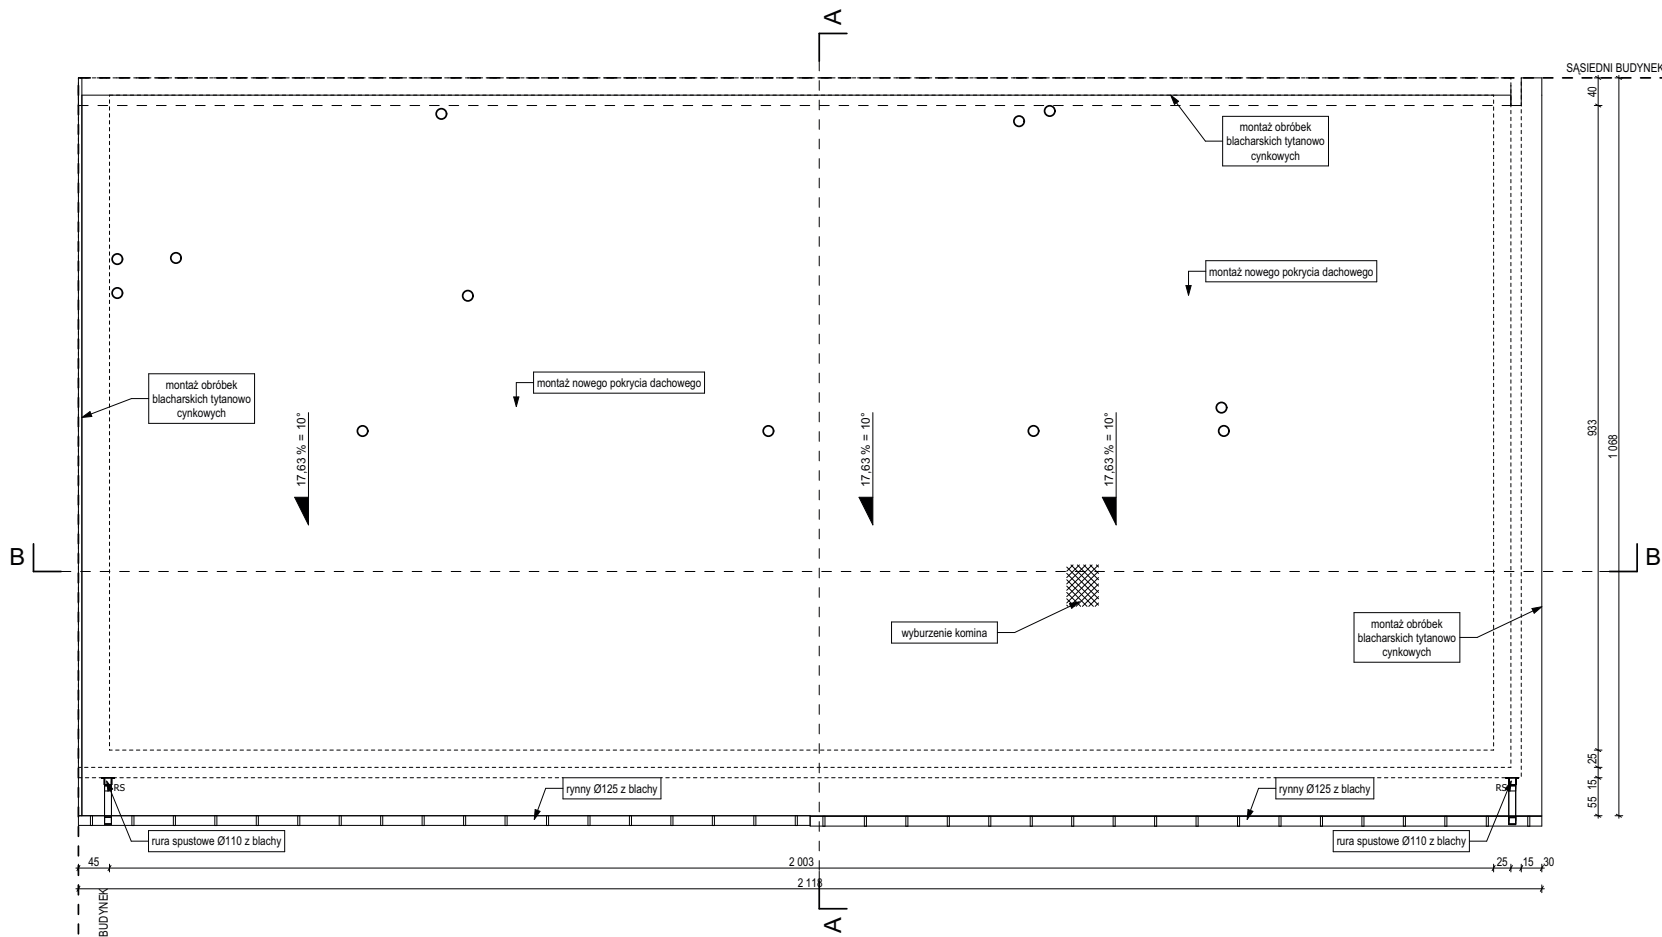 A
SĄSIEDNI BUDYNEK
40
montaż obróbek
blacharskich tytanowo
cynkowych
montaż nowego pokrycia dachowego
montaż nowego pokrycia dachowego
montaż obróbek
blacharskich tytanowo
cynkowych
17,63 % = 10°
17,63 % = 10°
17,63 % = 10°
933
1 068
B
B
wyburzenie komina
montaż obróbek
blacharskich tytanowo
cynkowych
25
15
55
RS
rynny Ø125 z blachy
rynny Ø125 z blachy
RS
rura spustowe Ø110 z blachy
rura spustowe Ø110 z blachy
45
2 003
25
15
30
2 118
BUDYNEK
A